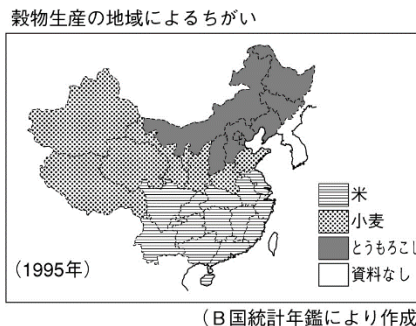 穀物生産の地域によるちがい
米
小麦
とうもろこし
資料なし
(1995年)
(B国統計年鑑により作成